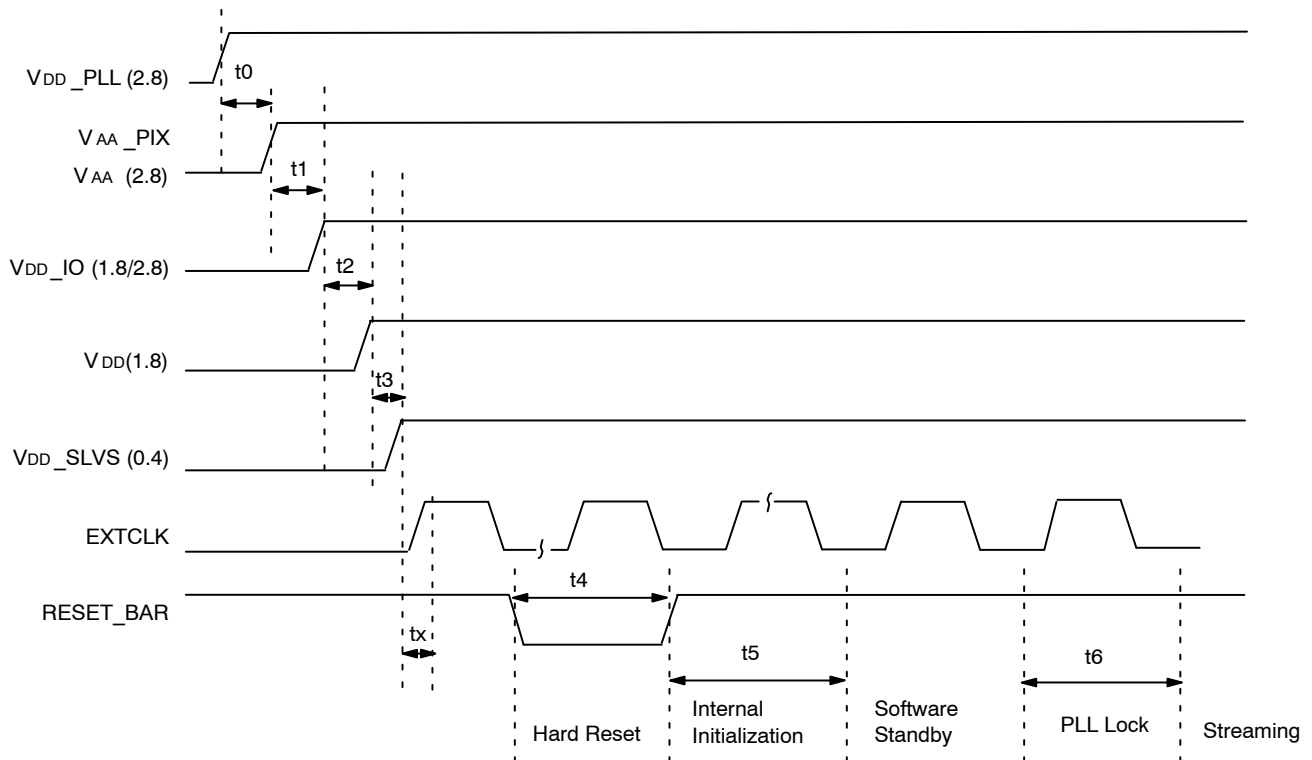 VDD_PLL (2.8)
t0
VAA_PIX
VAA (2.8)
t1
VDD_IO (1.8/2.8)
t2
VDD(1.8)
t3
VDD_SLVS (0.4)
EXTCLK
t4
RESET_BAR
tx
t5
t6
Hard Reset
Internal
Initialization
Software
Standby
PLL Lock
Streaming